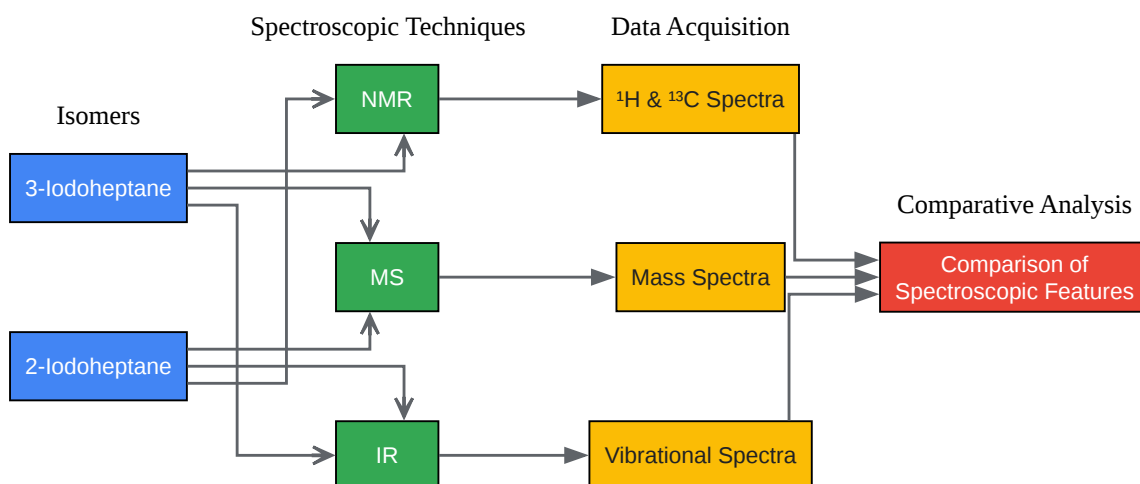 Spectroscopic Techniques
Data Acquisition
NMR
¹H & ¹³C Spectra
Isomers
3-Iodoheptane
Comparative Analysis
MS
Mass Spectra
Comparison of
Spectroscopic Features
2-Iodoheptane
IR
Vibrational Spectra